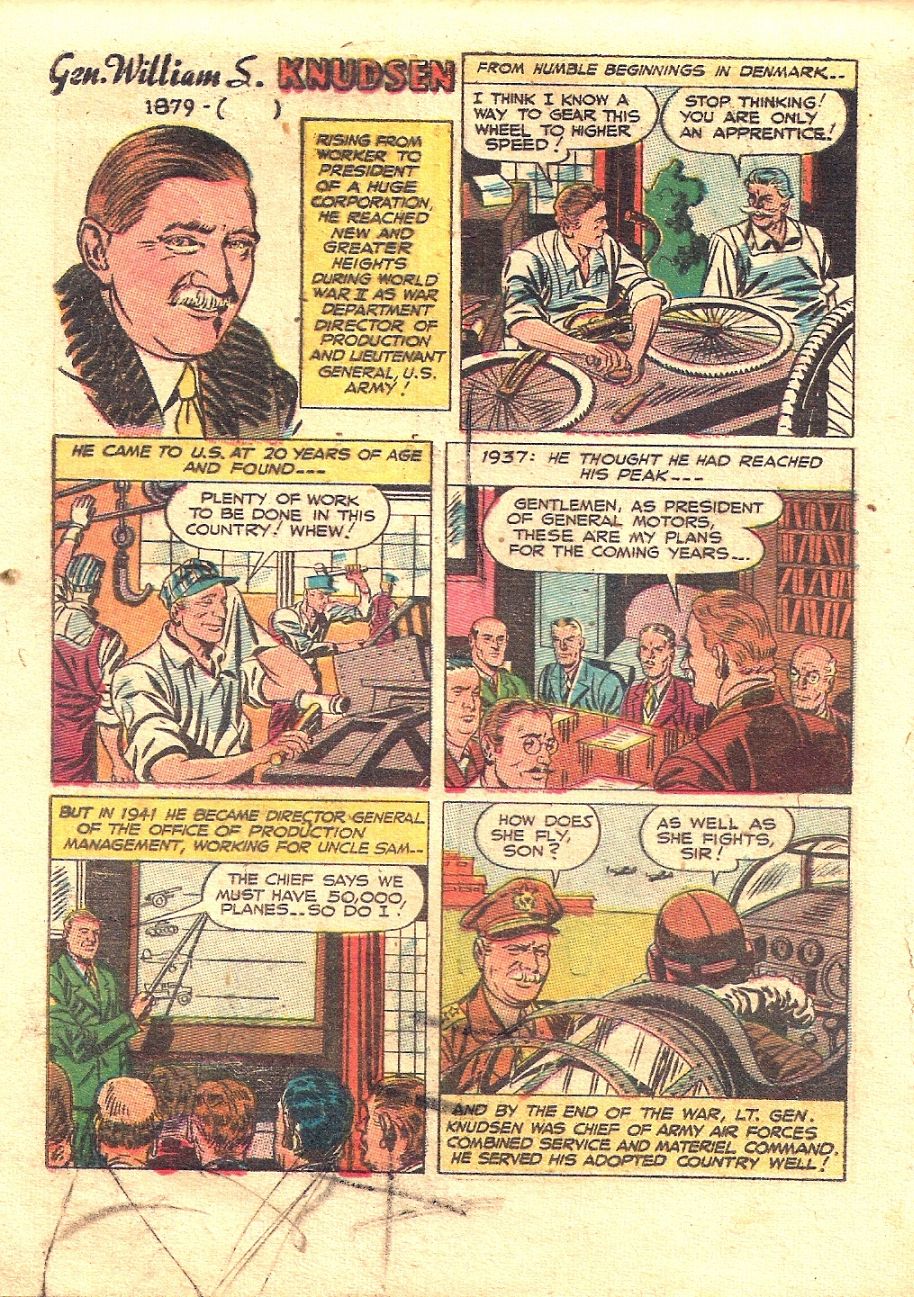 Gen. William S. KNUDSEN
1879 - (      )
RISING FROM
WORKER TO
PRESIDENT
OF A HUGE
CORPORATION,
HE REACHED
NEW AND
GREATER
HEIGHTS
DURING WORLD
WAR II AS WAR
DEPARTMENT
DIRECTOR OF
PRODUCTION
AND LIEUTENANT
GENERAL, U.S.
ARMY!
FROM HUMBLE BEGINNINGS IN DENMARK--
I THINK I KNOW A
WAY TO GEAR THIS
WHEEL TO HIGHER
SPEED!
STOP THINKING!
YOU ARE ONLY
AN APPRENTICE!
HE CAME TO U.S. AT 20 YEARS OF AGE
AND FOUND---
PLENTY OF WORK
TO BE DONE IN THIS
COUNTRY! WHEW!
1937: HE THOUGHT HE HAD REACHED
HIS PEAK---
GENTLEMEN, AS PRESIDENT
OF GENERAL MOTORS,
THESE ARE MY PLANS
FOR THE COMING YEARS---
BUT IN 1941 HE BECAME DIRECTOR GENERAL
OF THE OFFICE OF PRODUCTION
MANAGEMENT, WORKING FOR UNCLE SAM--
THE CHIEF SAYS WE
MUST HAVE 50,000,
PLANES--SO DO I!
HOW DOES
SHE FLY,
SON?
AS WELL AS
SHE FIGHTS,
SIR!
AND BY THE END OF THE WAR, LT. GEN.
KNUDSEN WAS CHIEF OF ARMY AIR FORCES
COMBINED SERVICE AND MATERIEL COMMAND.
HE SERVED HIS ADOPTED COUNTRY WELL!